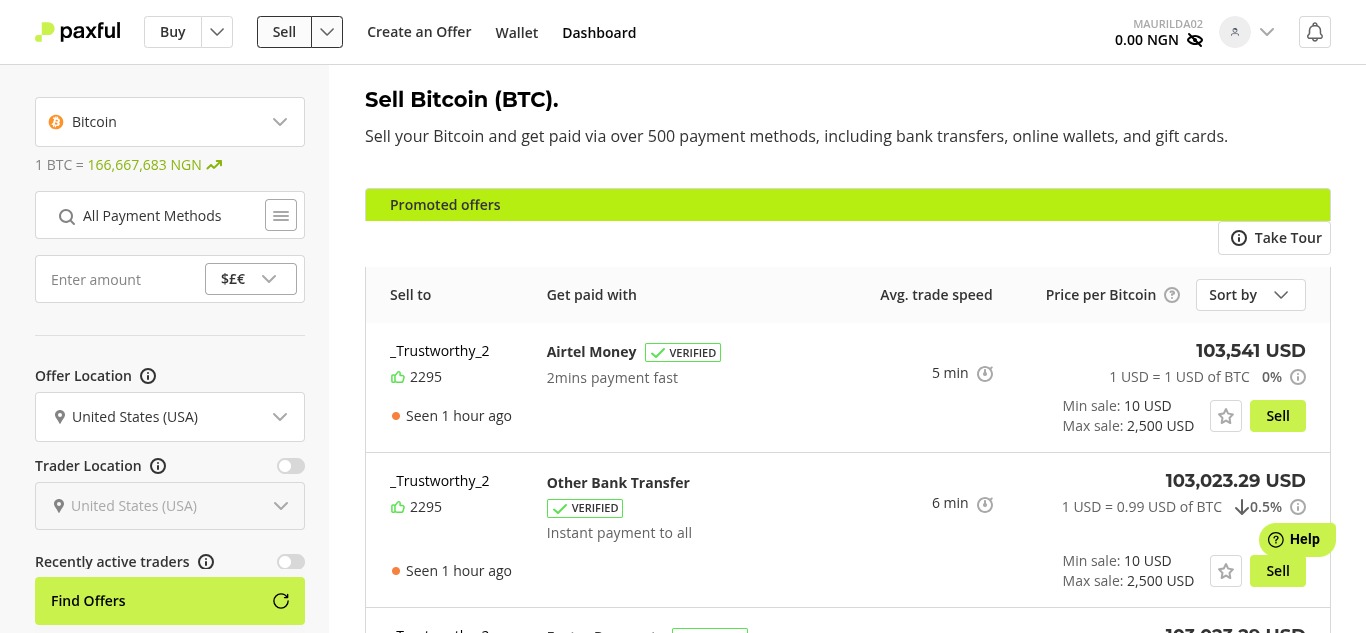 paxful
Buy
Sell
Create an Offer
Wallet
Dashboard
MAURILDA02
0.00 NGN
Bitcoin
1 BTC = 166,667,683 NGN
All Payment Methods
Enter amount
$£€
Offer Location
United States (USA)
Trader Location
United States (USA)
Recently active traders
Find Offers
Sell Bitcoin (BTC).
Sell your Bitcoin and get paid via over 500 payment methods, including bank transfers, online wallets, and gift cards.
Promoted offers
Take Tour
Sell to
Get paid with
Avg. trade speed
Price per Bitcoin
Sort by
_Trustworthy_2
Airtel Money
VERIFIED
103,541 USD
2295
2mins payment fast
5 min
1 USD = 1 USD of BTC 0%
Seen 1 hour ago
Min sale: 10 USD
Max sale: 2,500 USD
Sell
_Trustworthy_2
Other Bank Transfer
VERIFIED
103,023.29 USD
2295
Instant payment to all
6 min
1 USD = 0.99 USD of BTC 0.5%
Help
Seen 1 hour ago
Min sale: 10 USD
Max sale: 2,500 USD
Sell
_Trustworthy_2
103,023.29 USD